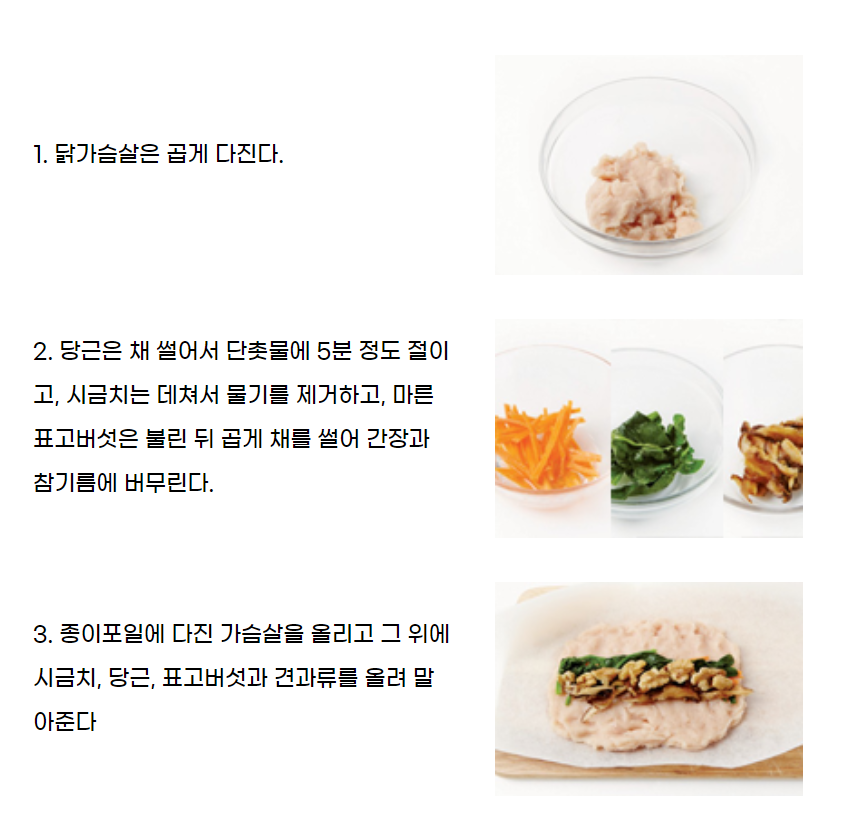 1. 닭가슴살은 곱게 다진다.
2. 당근은 채 썰어서 단촛물에 5분 정도 절이
고, 시금치는 데쳐서 물기를 제거하고, 마른
표고버섯은 불린 뒤 곱게 채를 썰어 간장과
참기름에 버무린다.
3. 종이포일에 다진 가슴살을 올리고 그 위에
시금치, 당근, 표고버섯과 견과류를 올려 말
아준다